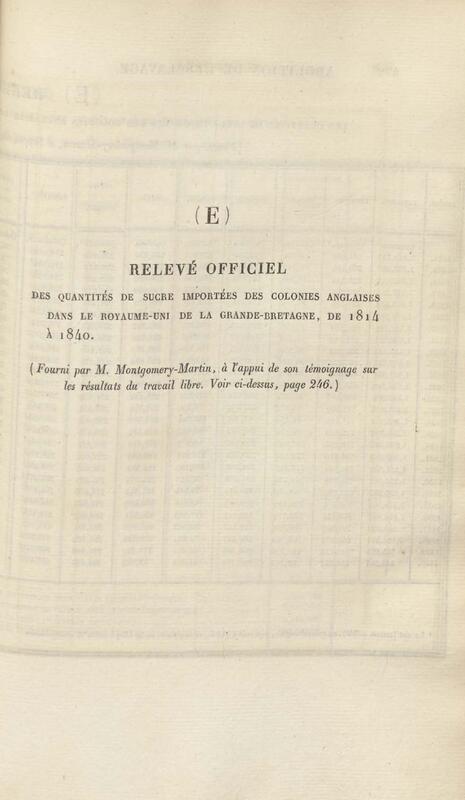 (E)
RELEVÉ OFFICIEL
DES QUANTITÉS DE SUCRE IMPORTÉES DES COLONIES ANGLAISES
DANS LE ROYAUME-UNI DE LA GRANDE-BRETAGNE, DE 1814
À 1840.
(Fourni par M. Montgomery-Martin, à l'appui de son témoignage sur
les résultats du travail libre. Voir ci-dessus, page 246.)